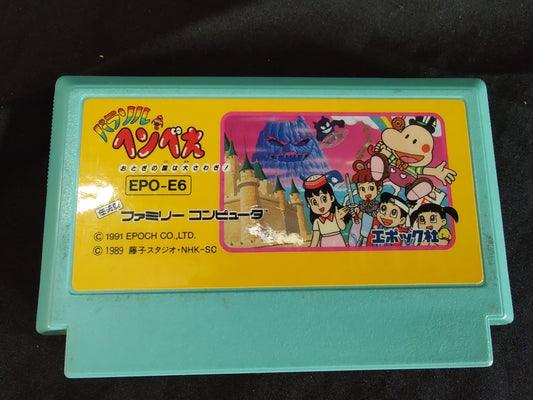 パラソル
ヘンべえ
おとぎの国は大さわぎ!
EPO-E6
ファミリー コンピュータ
© 1991 EPOCH CO.,LTD.
© 1989 藤子スタジオ・NHK-SC
エポック社